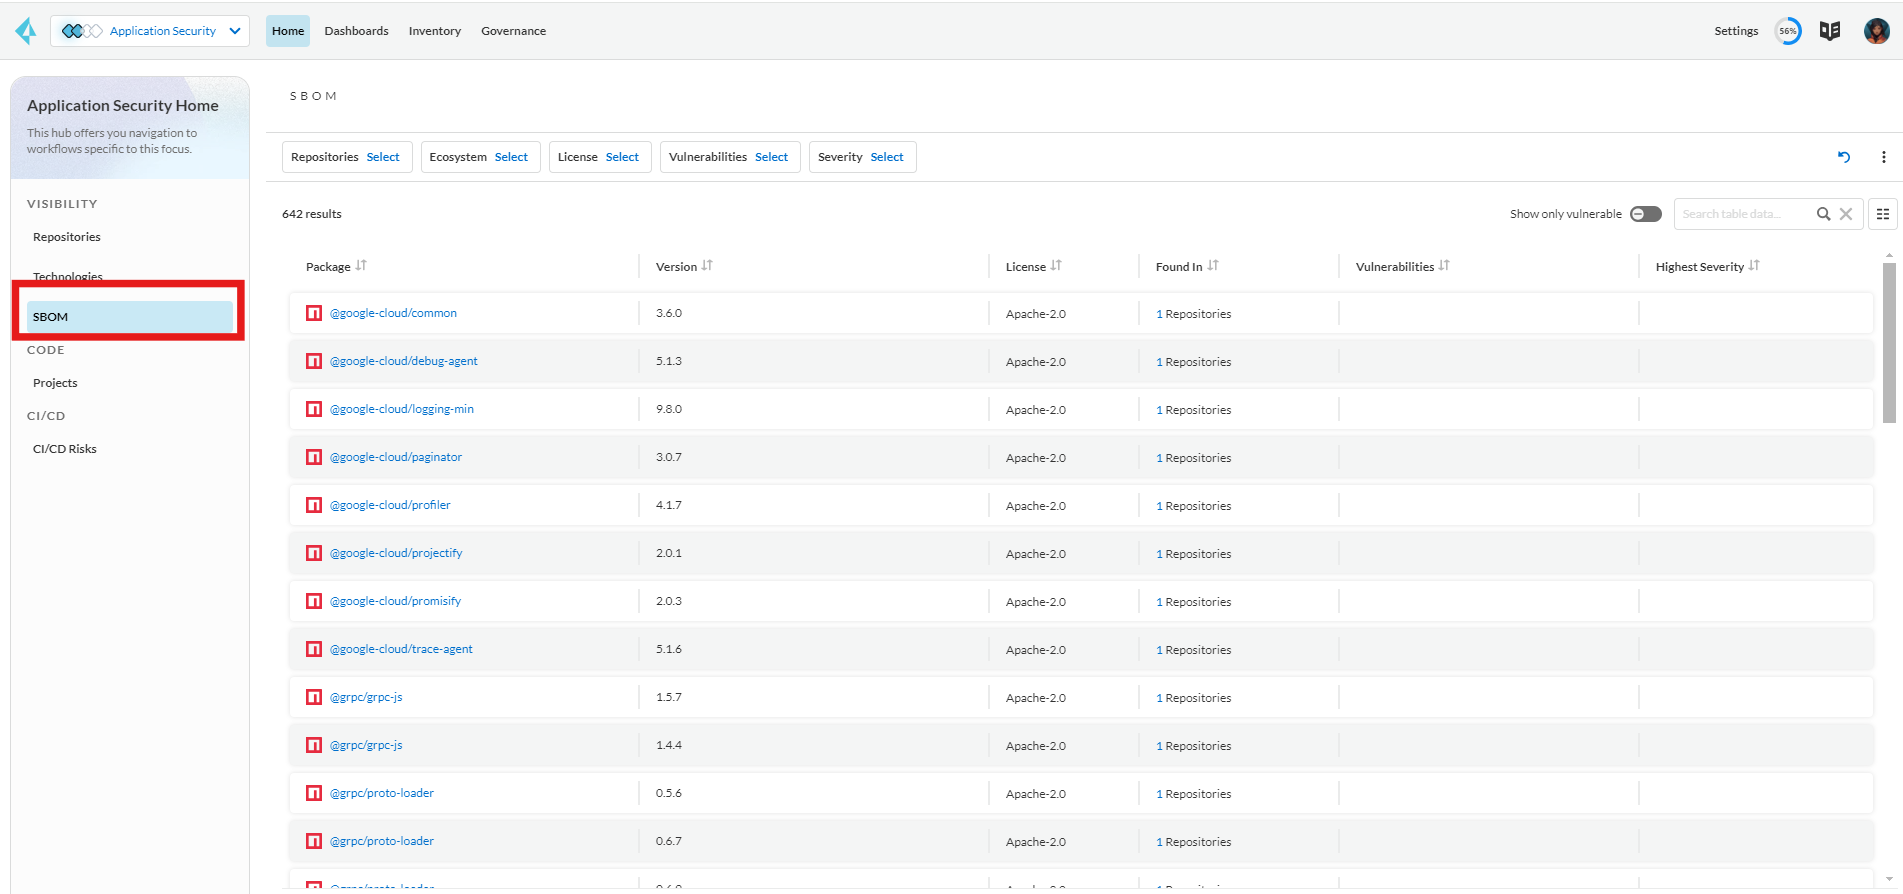 Application Security
Home
Dashboards
Inventory
Governance
Settings
56%
Application Security Home
This hub offers you navigation to
workflows specific to this focus.
VISIBILITY
Repositories
Technologies
SBOM
CODE
Projects
CI/CD
CI/CD Risks
SBOM
Repositories Select
Ecosystem Select
License Select
Vulnerabilities Select
Severity Select
642 results
Show only vulnerable
Search table data...
Package Version License Found In Vulnerabilities Highest Severity
@google-cloud/common 3.6.0 Apache-2.0 1 Repositories
@google-cloud/debug-agent 5.1.3 Apache-2.0 1 Repositories
@google-cloud/logging-min 9.8.0 Apache-2.0 1 Repositories
@google-cloud/paginator 3.0.7 Apache-2.0 1 Repositories
@google-cloud/profiler 4.1.7 Apache-2.0 1 Repositories
@google-cloud/projectify 2.0.1 Apache-2.0 1 Repositories
@google-cloud/promisify 2.0.3 Apache-2.0 1 Repositories
@google-cloud/trace-agent 5.1.6 Apache-2.0 1 Repositories
@grpc/grpc-js 1.5.7 Apache-2.0 1 Repositories
@grpc/grpc-js 1.4.4 Apache-2.0 1 Repositories
@grpc/proto-loader 0.5.6 Apache-2.0 1 Repositories
@grpc/proto-loader 0.6.7 Apache-2.0 1 Repositories